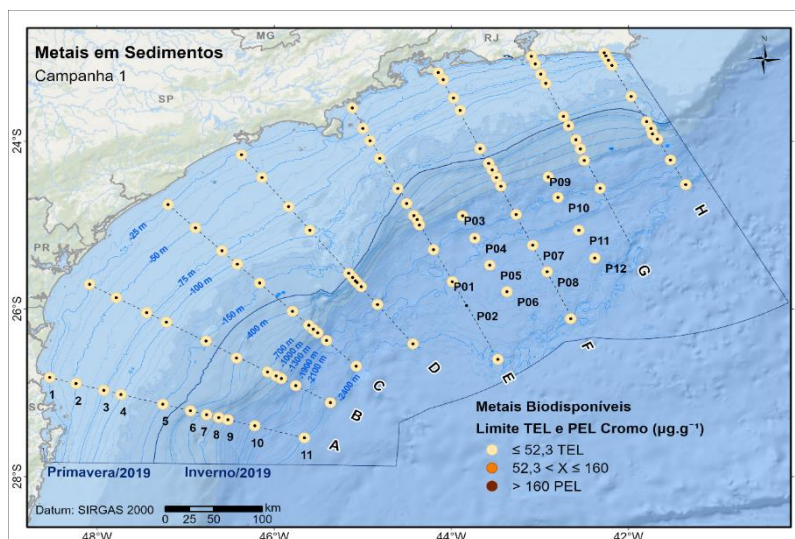 MG
RJ
Metais em Sedimentos
Campanha 1
SP
N
24°S
PR
-25 m
-50 m
-75 m
-100 m
-150 m
-400 m
-700 m
-1000 m
-1300 m
-1900 m
-2100 m
-2400 m
P09
P10
P03
P04
P11
P07
P12
P05
P08
P01
P06
P02
H
G
F
E
D
C
B
A
26°S
SC
1
2
3
4
5
6
7
8
9
10
11
28°S
Metais Biodisponíveis
Limite TEL e PEL Cromo (µg.g⁻¹)
≤ 52,3 TEL
52,3 < X ≤ 160
> 160 PEL
Primavera/2019
Inverno/2019
Datum: SIRGAS 2000
km
0 25 50 100
48°W
46°W
44°W
42°W